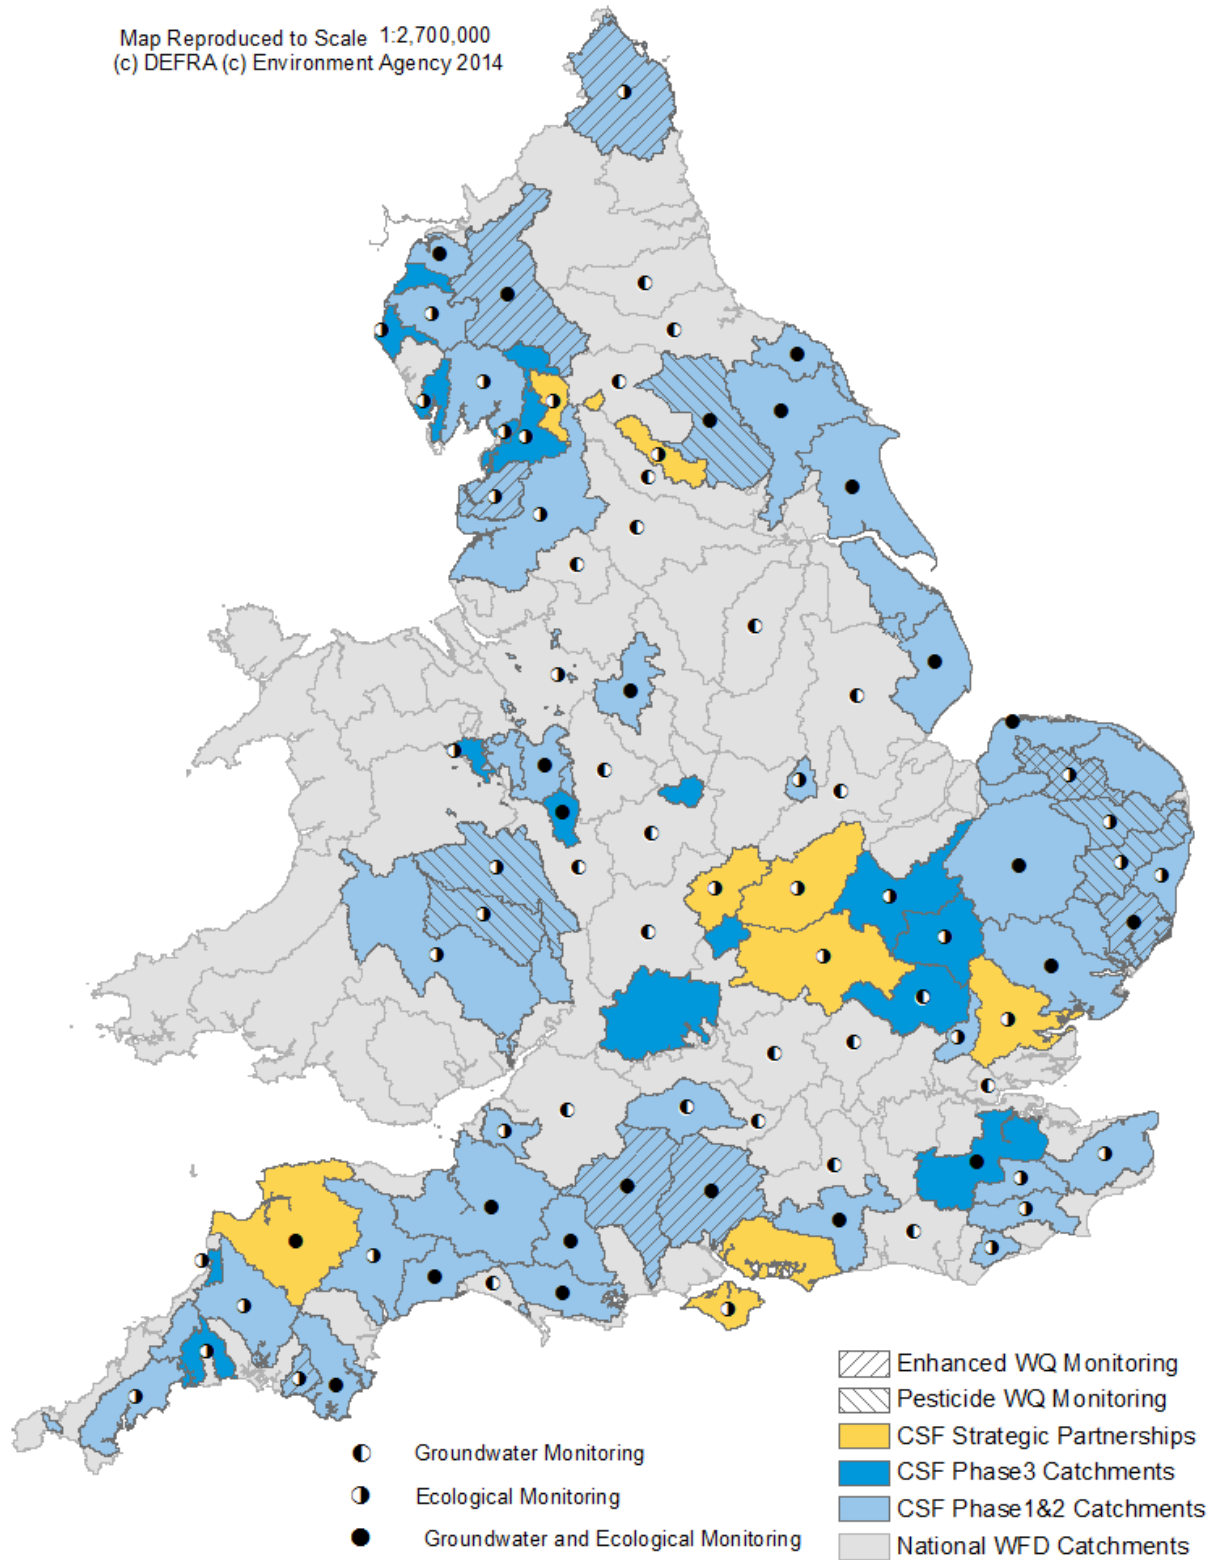 Map Reproduced to Scale 1:2,700,000
(c) DEFRA (c) Environment Agency 2014
Groundwater Monitoring
Ecological Monitoring
Groundwater and Ecological Monitoring
Enhanced WQ Monitoring
Pesticide WQ Monitoring
CSF Strategic Partnerships
CSF Phase3 Catchments
CSF Phase1&2 Catchments
National WFD Catchments